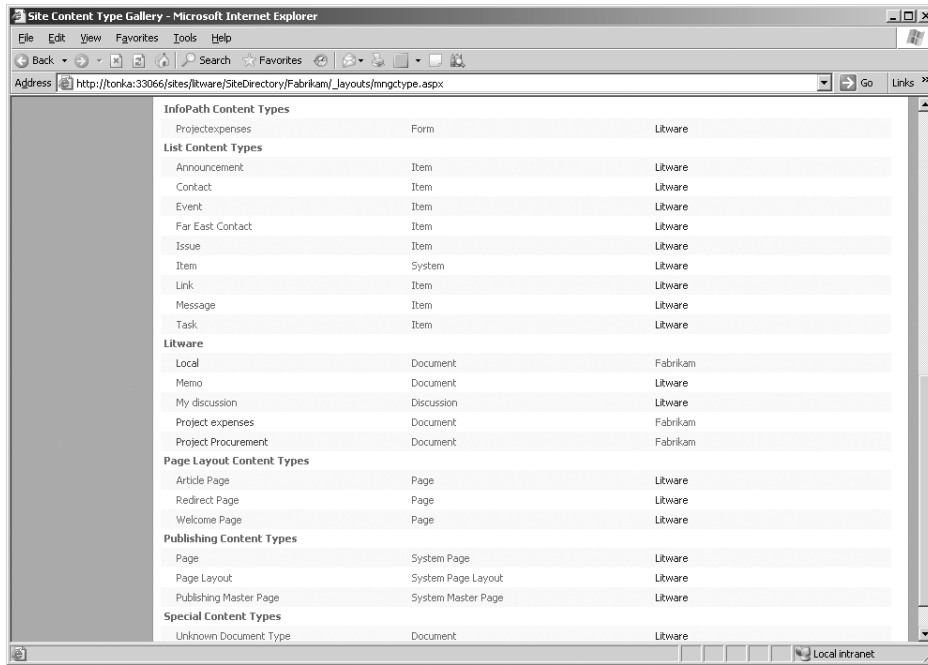 Site Content Type Gallery - Microsoft Internet Explorer
File Edit View Favorites Tools Help
Back Search Favorites
Address http://tonka:33066/sites/litware/SiteDirectory/Fabrikam/_layouts/mngctype.aspx Go Links »
InfoPath Content Types
Projectexpenses Form Litware
List Content Types
Announcement Item Litware
Contact Item Litware
Event Item Litware
Far East Contact Item Litware
Issue Item Litware
Item System Litware
Link Item Litware
Message Item Litware
Task Item Litware
Litware
Local Document Fabrikam
Memo Document Litware
My discussion Discussion Litware
Project expenses Document Fabrikam
Project Procurement Document Fabrikam
Page Layout Content Types
Article Page Page Litware
Redirect Page Page Litware
Welcome Page Page Litware
Publishing Content Types
Page System Page Litware
Page Layout System Page Layout Litware
Publishing Master Page System Master Page Litware
Special Content Types
Unknown Document Type Document Litware
Local intranet